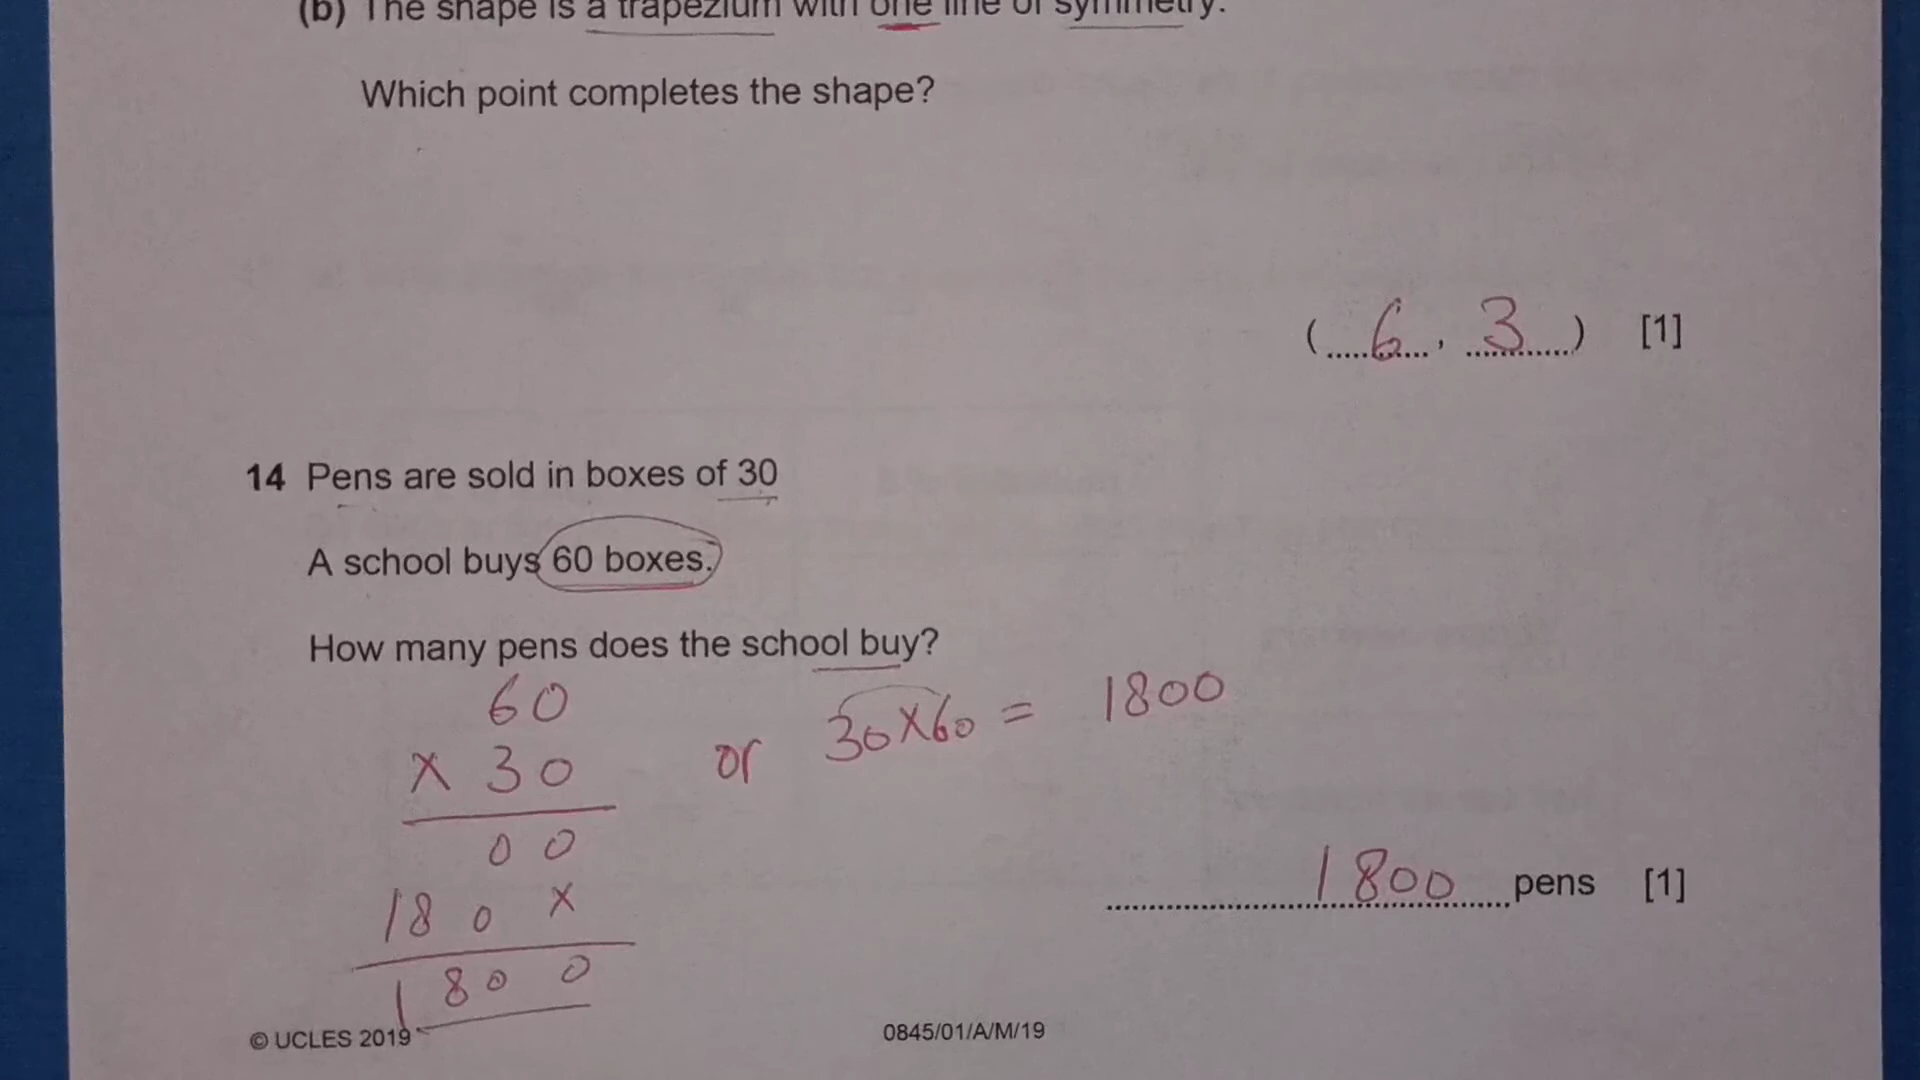 (b) The shape is a trapezium with one line of symmetry.
Which point completes the shape?
(......6......, ......3......) [1]
14 Pens are sold in boxes of 30
A school buys 60 boxes.
How many pens does the school buy?
60
× 30
00
180 ×
1800
or 30×60 = 1800
1800 pens [1]
© UCLES 2019
0845/01/A/M/19